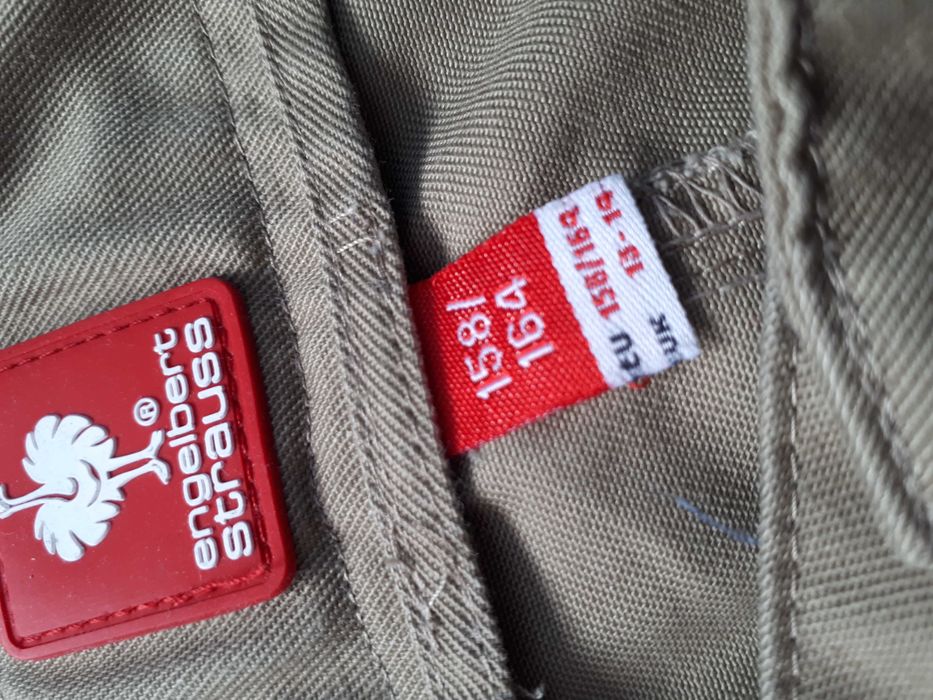 engelbert
strauss
®
158/
164
EU 158/164
UK 13-14